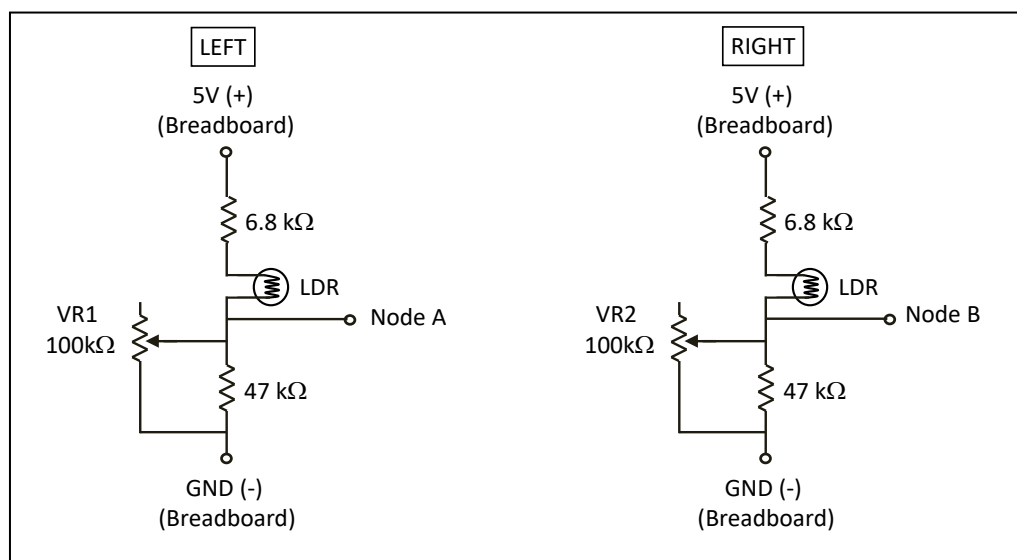 LEFT
5V (+)
(Breadboard)
6.8 kΩ
LDR
Node A
VR1
100kΩ
47 kΩ
GND (-)
(Breadboard)
RIGHT
5V (+)
(Breadboard)
6.8 kΩ
LDR
Node B
VR2
100kΩ
47 kΩ
GND (-)
(Breadboard)